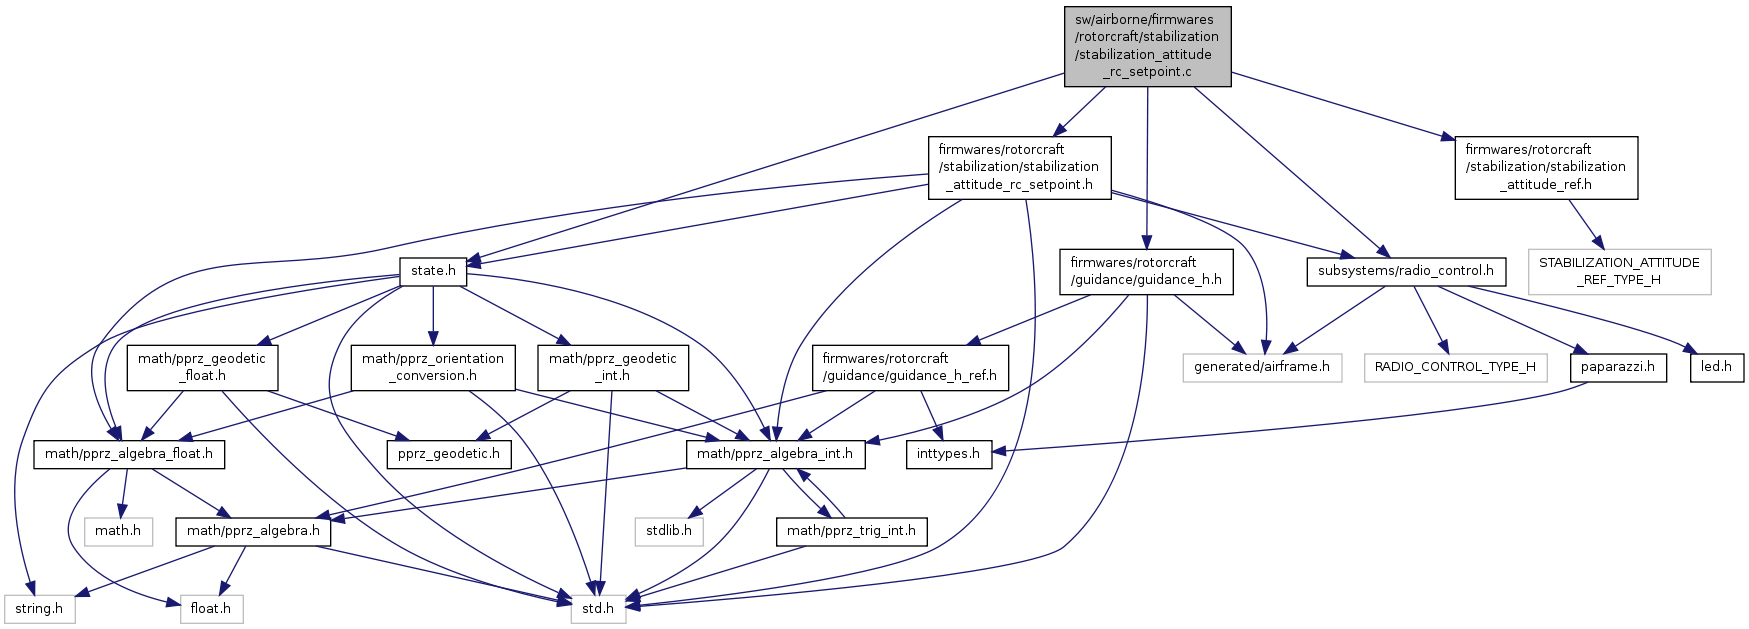 sw/airborne/firmwares
/rotorcraft/stabilization
/stabilization_attitude
_rc_setpoint.c
firmwares/rotorcraft
/stabilization/stabilization
_attitude_rc_setpoint.h
firmwares/rotorcraft
/stabilization/stabilization
_attitude_ref.h
state.h
firmwares/rotorcraft
/guidance/guidance_h.h
subsystems/radio_control.h
STABILIZATION_ATTITUDE
_REF_TYPE_H
math/pprz_geodetic
_float.h
math/pprz_orientation
_conversion.h
math/pprz_geodetic
_int.h
firmwares/rotorcraft
/guidance/guidance_h_ref.h
generated/airframe.h
RADIO_CONTROL_TYPE_H
paparazzi.h
led.h
math/pprz_algebra_float.h
pprz_geodetic.h
math/pprz_algebra_int.h
inttypes.h
math.h
math/pprz_algebra.h
stdlib.h
math/pprz_trig_int.h
string.h
float.h
std.h